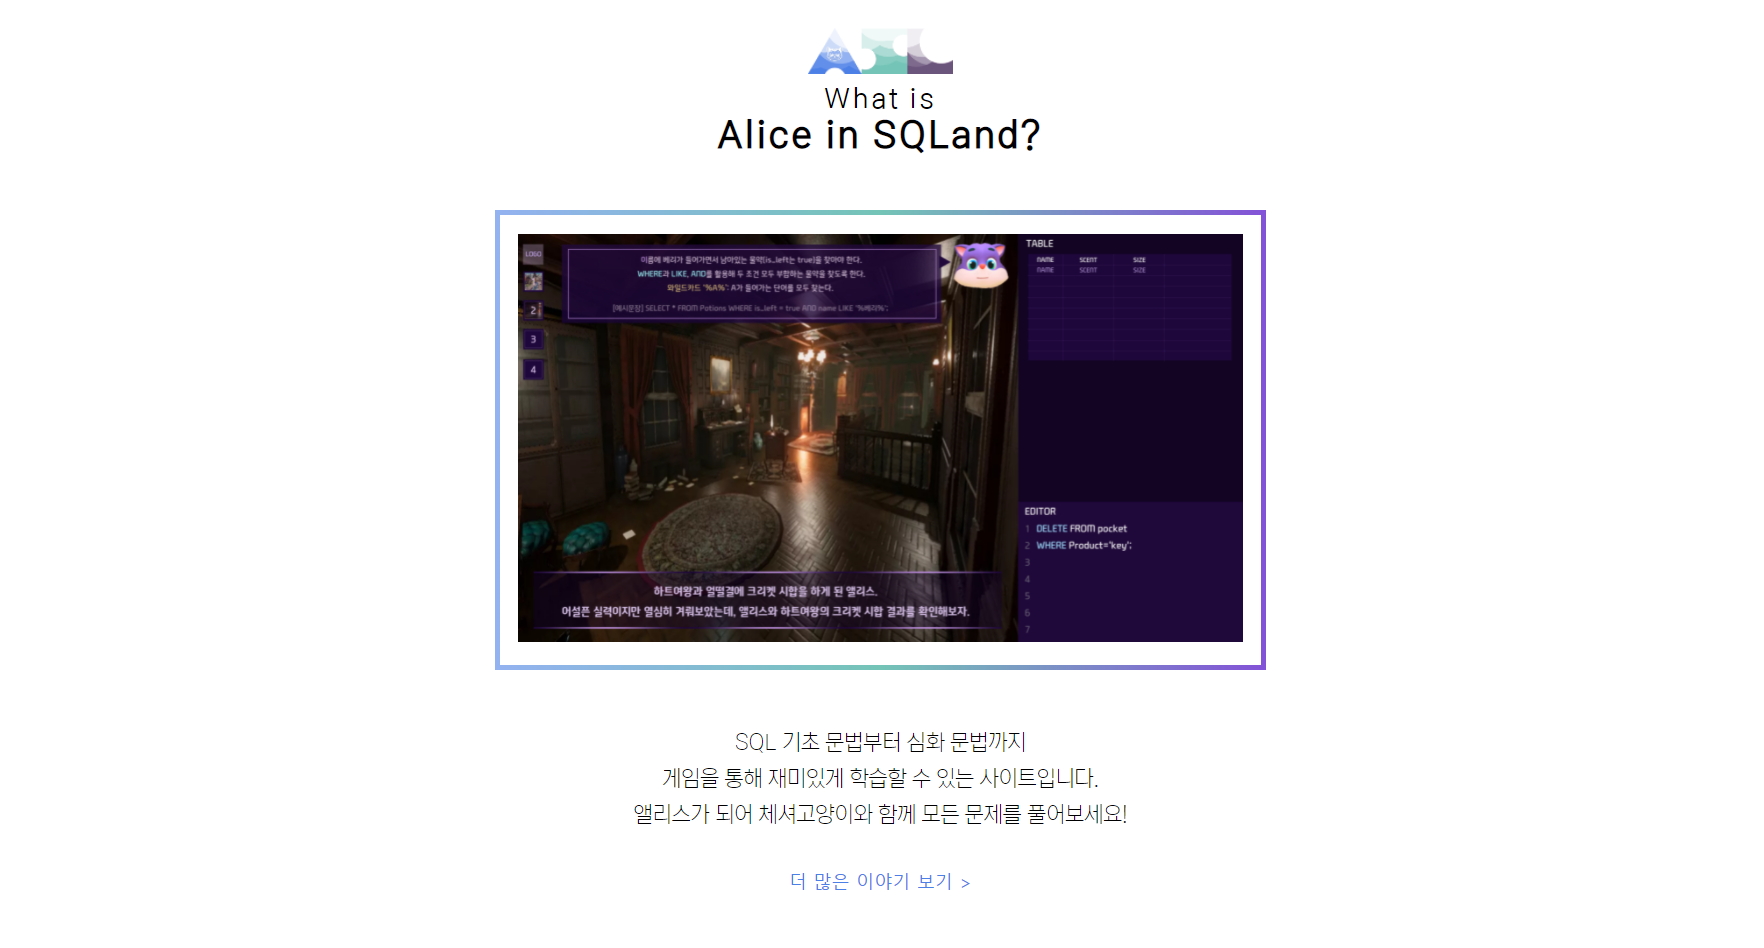 What is
Alice in SQLand?
LOGO
1
2
3
4
이름에 베리가 들어가면서 남아있는 물약(is_left는 true)을 찾아야 한다.
WHERE과 LIKE, AND를 활용해 두 조건 모두 부합하는 물약을 찾도록 한다.
와일드카드 "%A%": A가 들어가는 단어를 모두 찾는다.
[예시문장] SELECT * FROM Potions WHERE is_left = true AND name LIKE "%베리%";
TABLE
NAME SCENT SIZE
NAME SCENT SIZE
EDITOR
1 DELETE FROM pocket
2 WHERE Product='key';
3
4
5
6
7
하트여왕과 얼떨결에 크리켓 시합을 하게 된 앨리스.
어설픈 실력이지만 열심히 겨뤄보았는데, 앨리스와 하트여왕의 크리켓 시합 결과를 확인해보자.
SQL 기초 문법부터 심화 문법까지
게임을 통해 재미있게 학습할 수 있는 사이트입니다.
앨리스가 되어 체셔고양이와 함께 모든 문제를 풀어보세요!
더 많은 이야기 보기 >